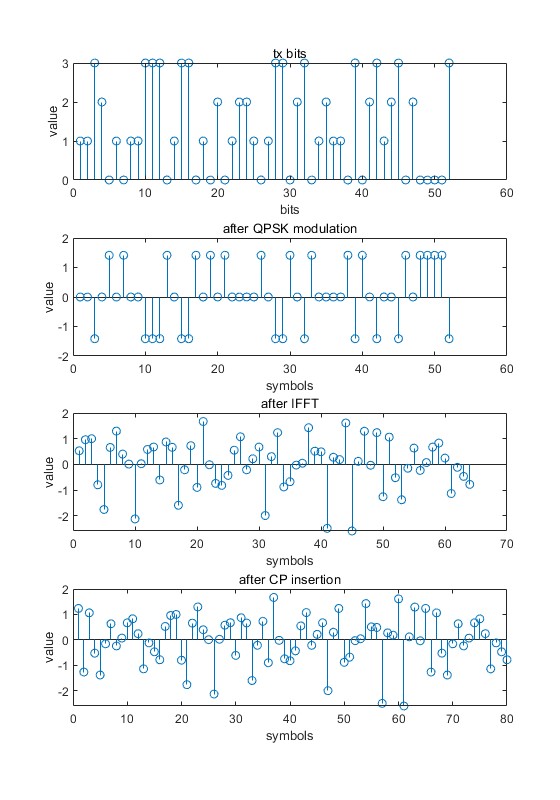 tx bits
3
2
1
0
value
0 10 20 30 40 50 60
bits
after QPSK modulation
2
1
0
-1
-2
value
0 10 20 30 40 50 60
symbols
after IFFT
2
1
0
-1
-2
value
0 10 20 30 40 50 60 70
symbols
after CP insertion
2
1
0
-1
-2
value
0 10 20 30 40 50 60 70 80
symbols